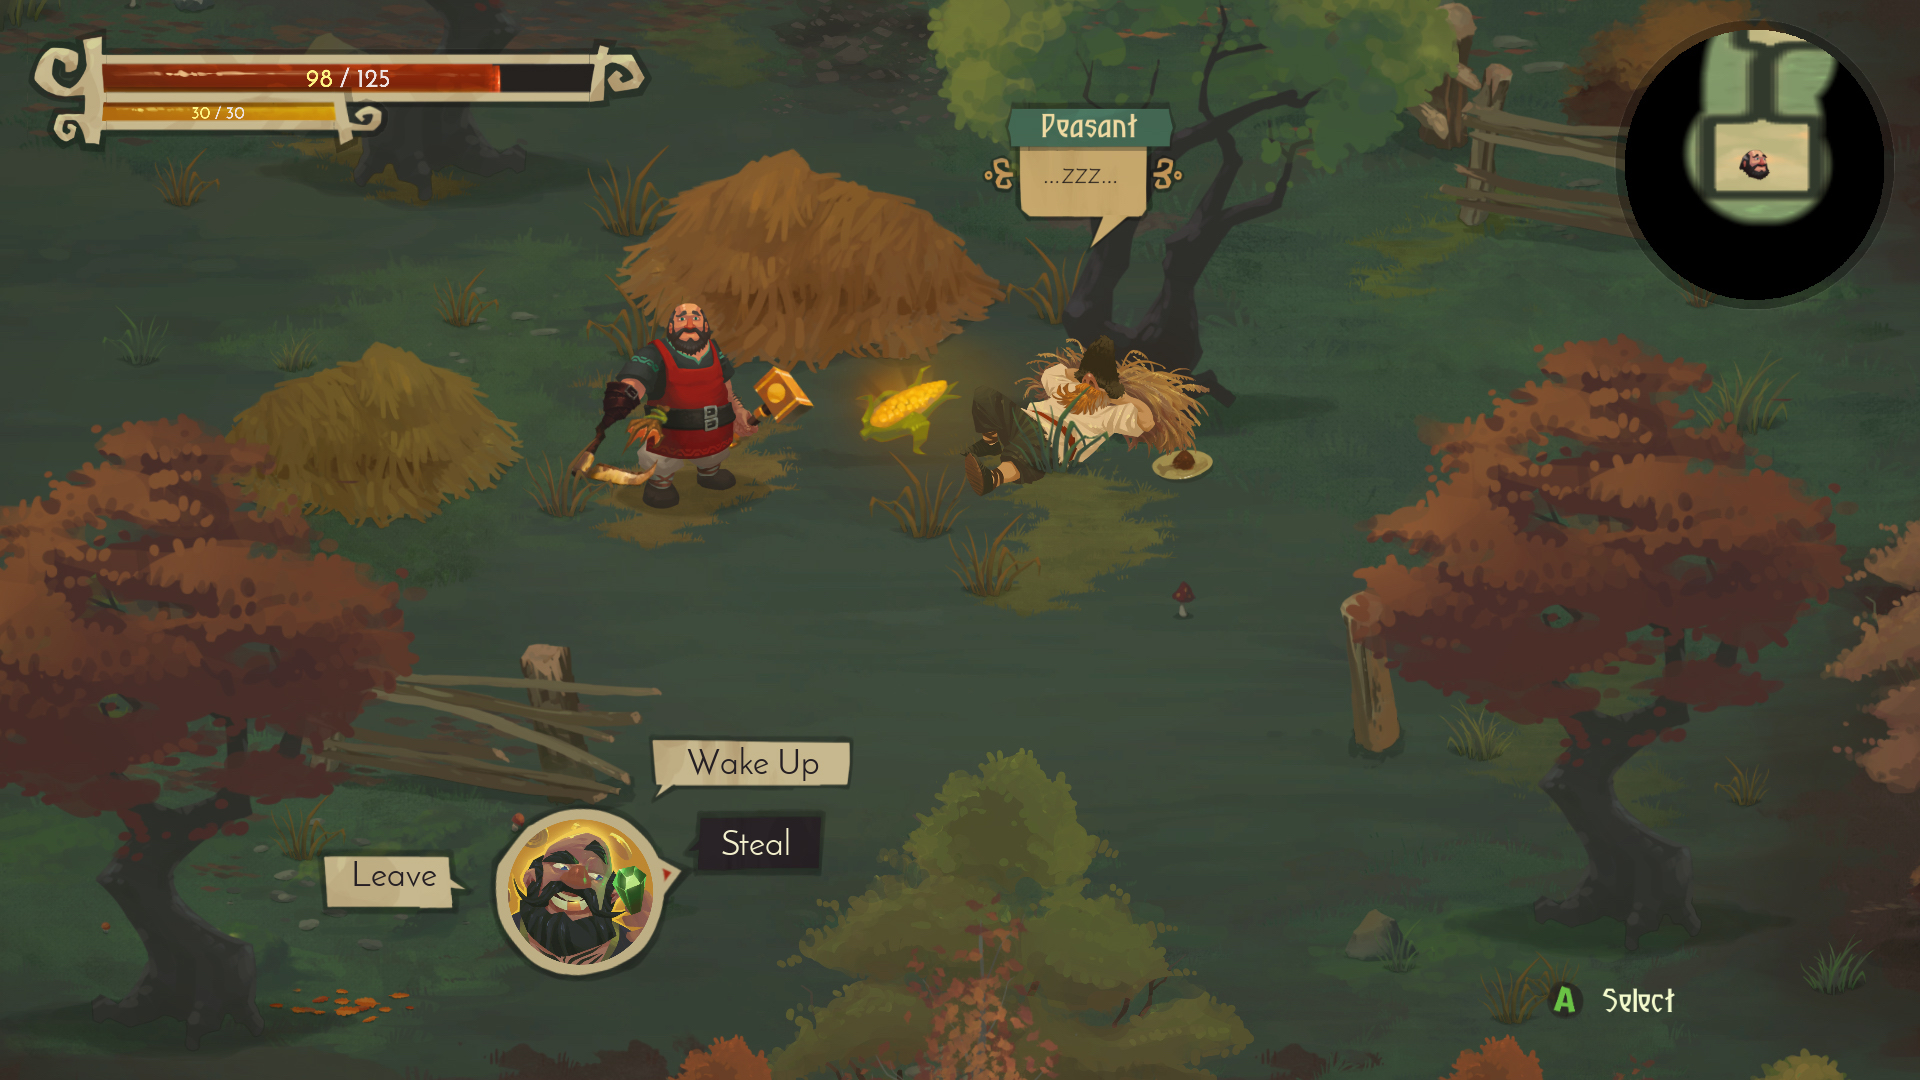 98 / 125
30 / 30
Peasant
...ZZZ...
Wake Up
Steal
Leave
A Select